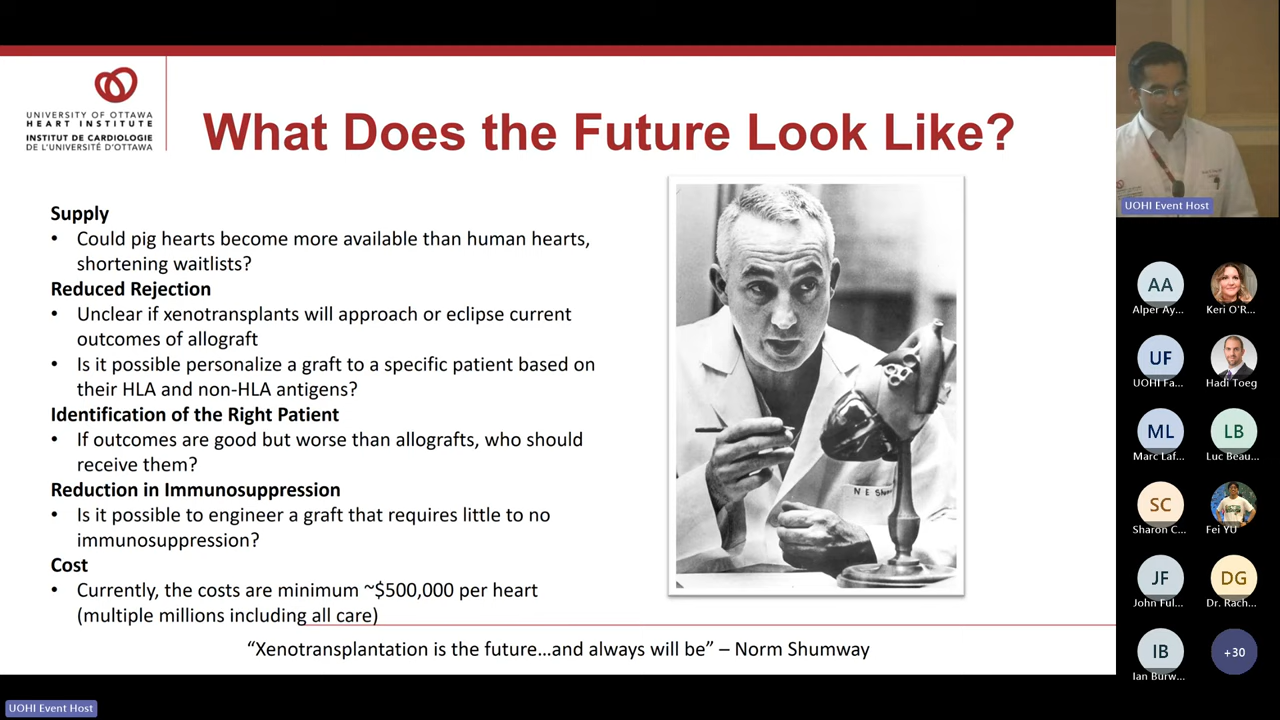 UNIVERSITY OF OTTAWA
HEART INSTITUTE
INSTITUT DE CARDIOLOGIE
DE L'UNIVERSITÉ D'OTTAWA
What Does the Future Look Like?
Supply
• Could pig hearts become more available than human hearts,
shortening waitlists?
Reduced Rejection
• Unclear if xenotransplants will approach or eclipse current
outcomes of allograft
• Is it possible personalize a graft to a specific patient based on
their HLA and non-HLA antigens?
Identification of the Right Patient
• If outcomes are good but worse than allografts, who should
receive them?
Reduction in Immunosuppression
• Is it possible to engineer a graft that requires little to no
immunosuppression?
Cost
• Currently, the costs are minimum ~$500,000 per heart
(multiple millions including all care)
"Xenotransplantation is the future...and always will be" – Norm Shumway
N E
UOHI Event Host
AA
Alper Ay...
Keri O'R...
UF
UOHI Fa...
Hadi Toeg
ML
Marc Laf...
LB
Luc Beau...
SC
Sharon C...
Fei YU
JF
John Ful...
DG
Dr. Rach...
IB
Ian Burw...
+30
UOHI Event Host